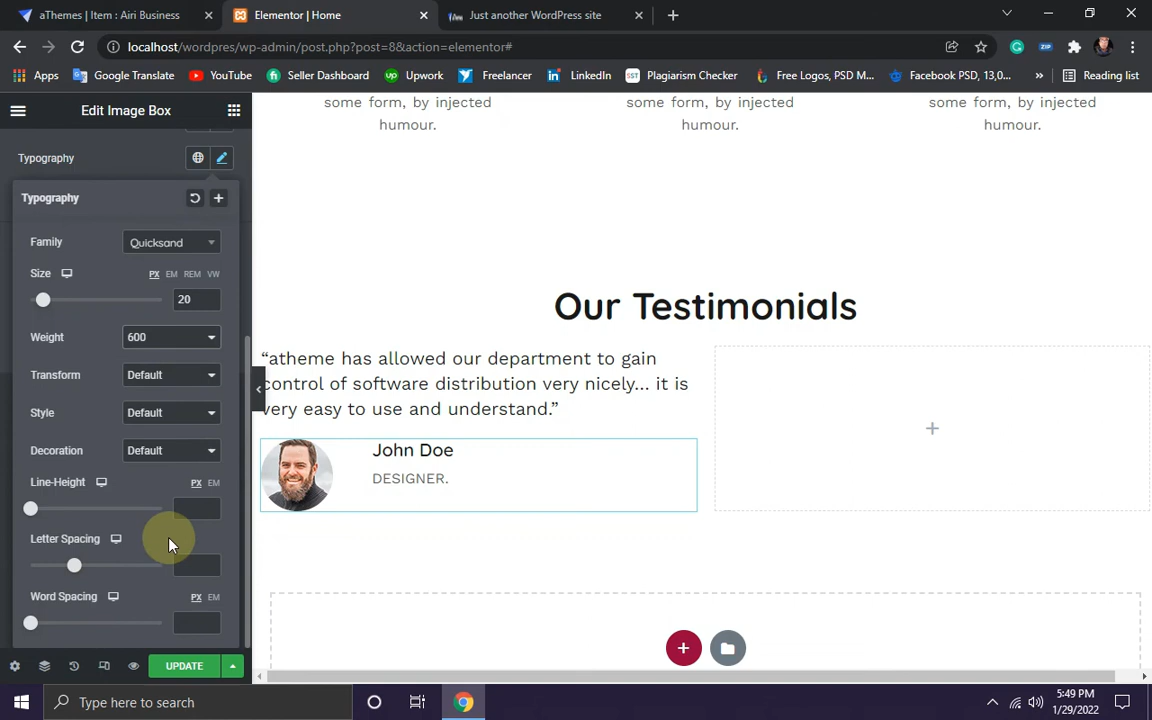 aThemes | Item : Airi Business
Elementor | Home
Just another WordPress site
localhost/wordpres/wp-admin/post.php?post=8&action=elementor#
ZIP
Apps
Google Translate
YouTube
Seller Dashboard
up Upwork
Freelancer
in LinkedIn
SST Plagiarism Checker
Free Logos, PSD M...
Facebook PSD, 13,0...
»
Reading list
Edit Image Box
Typography
Typography
Family
Quicksand
Size
PX EM REM VW
20
Weight
600
Transform
Default
Style
Default
Decoration
Default
Line-Height
PX EM
Letter Spacing
Word Spacing
PX EM
UPDATE
some form, by injected
humour.
some form, by injected
humour.
some form, by injected
humour.
Our Testimonials
“atheme has allowed our department to gain
control of software distribution very nicely… it is
very easy to use and understand.”
John Doe
DESIGNER.
Type here to search
5:49 PM
1/29/2022